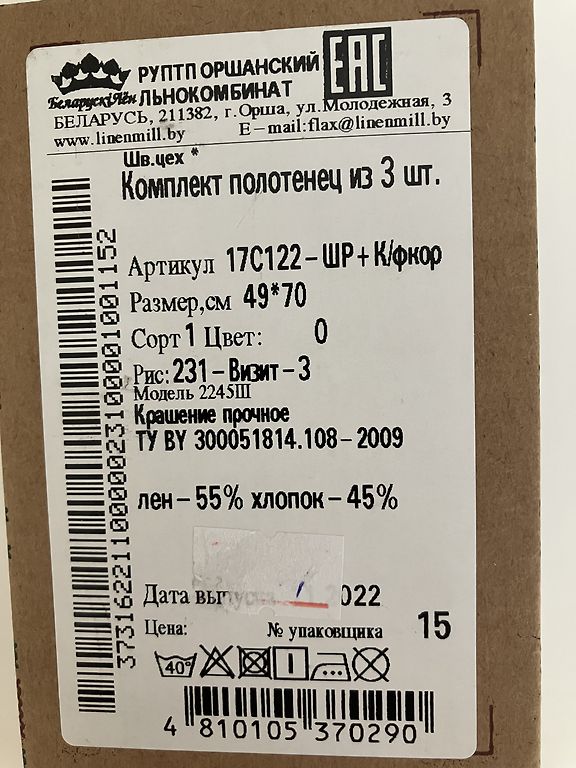 Беларускі лён
РУПТП ОРШАНСКИЙ
ЛЬНОКОМБИНАТ
EAC
БЕЛАРУСЬ, 211382, г.Орша, ул.Молодежная, 3
www.linenmill.by E-mail:flax@linenmill.by
Шв.цех *
Комплект полотенец из 3 шт.
Артикул 17С122-ШР+К/фкор
Размер,см 49*70
Сорт 1 Цвет: 0
Рис: 231-Визит-3
Модель 2245Ш
Крашение прочное
ТУ BY 300051814.108-2009
лен-55% хлопок-45%
Дата выпуска 2022
Цена: № упаковщика 15
40°
4 810105 370290
3731622110000023100001001152